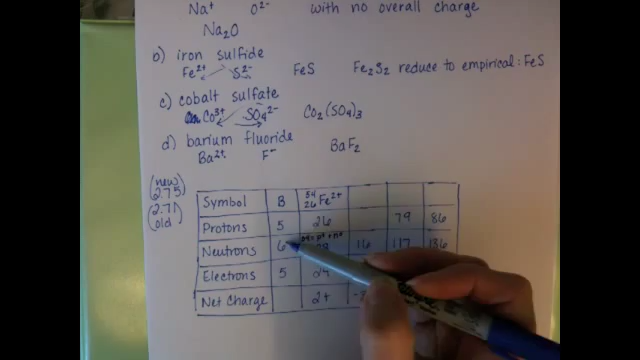 Na⁺ O²⁻ with no overall charge
Na₂O
b) iron sulfide
Fe²⁺ S²⁻ FeS Fe₂S₂ reduce to empirical: FeS
c) cobalt sulfate
Co³⁺ SO₄²⁻ Co₂(SO₄)₃
d) barium fluoride
Ba²⁺ F⁻ BaF₂
(new)
2.75
(2.71)
old
Symbol B ⁵⁴₂₆Fe²⁺
Protons 5 26 79 86
Neutrons 6 28 16 117 136
Electrons 5 24
Net Charge 2+